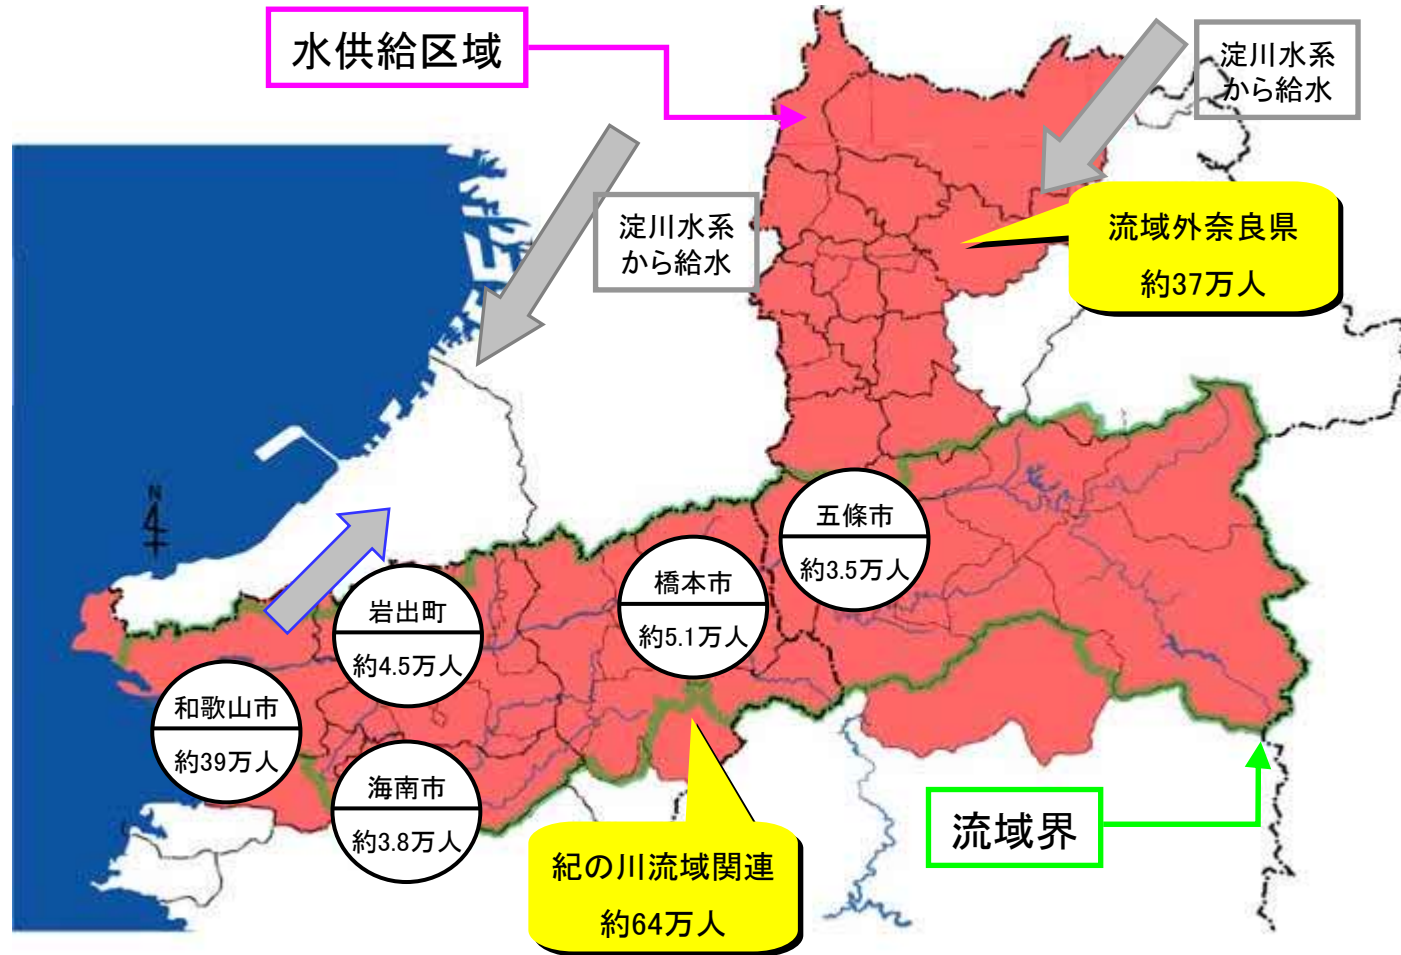 水供給区域
淀川水系
から給水
淀川水系
から給水
流域外奈良県
約37万人
N
五條市
約3.5万人
橋本市
約5.1万人
岩出町
約4.5万人
和歌山市
約39万人
海南市
約3.8万人
流域界
紀の川流域関連
約64万人